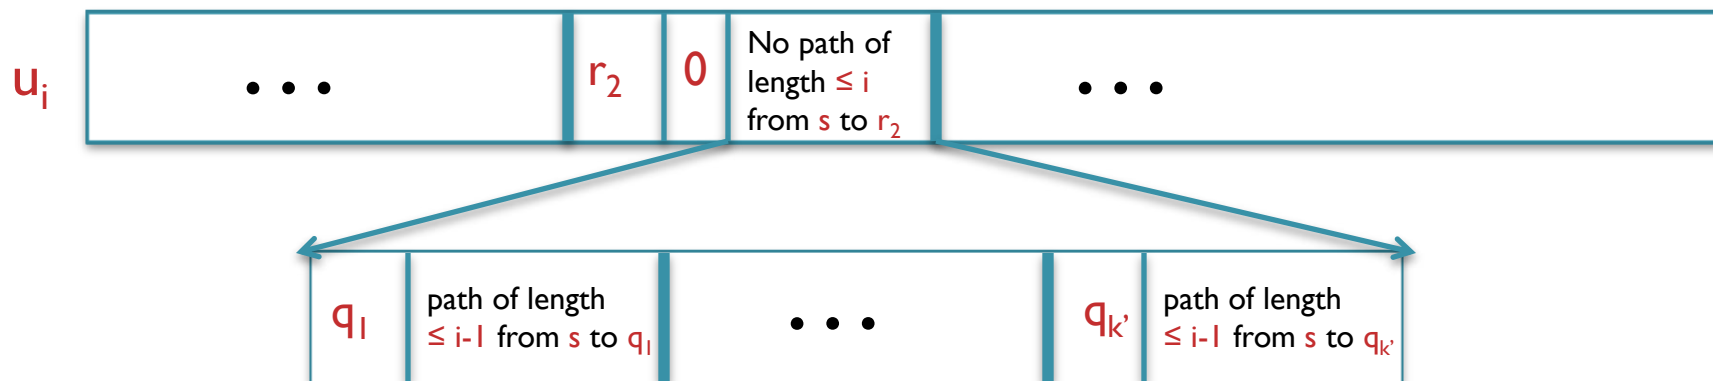 uᵢ • • • r₂ 0 No path of • • •
length ≤ i
from s to r₂
q₁ path of length • • • qₖ’ path of length
≤ i-1 from s to q₁ ≤ i-1 from s to qₖ’